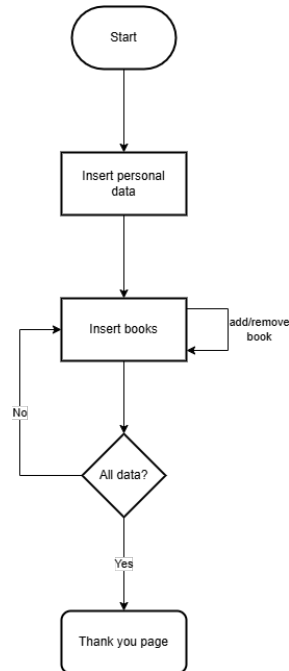 Start
Insert personal
data
Insert books
add/remove
book
No
All data?
Yes
Thank you page